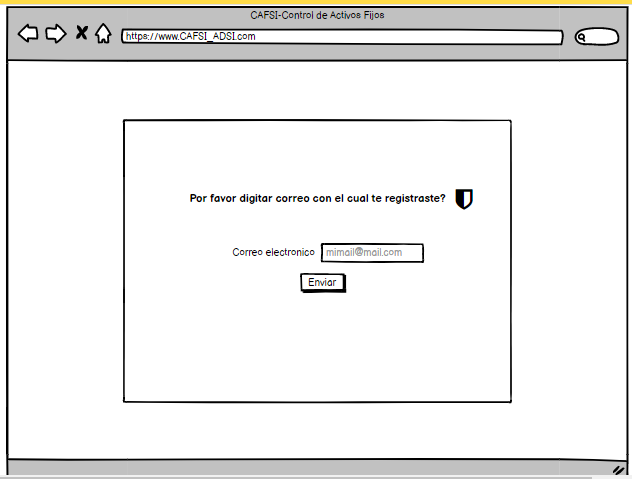 CAFSI-Control de Activos Fijos
https://www.CAFSI_ADSI.com
Por favor digitar correo con el cual te registraste?
Correo electronico mimail@mail.com
Enviar